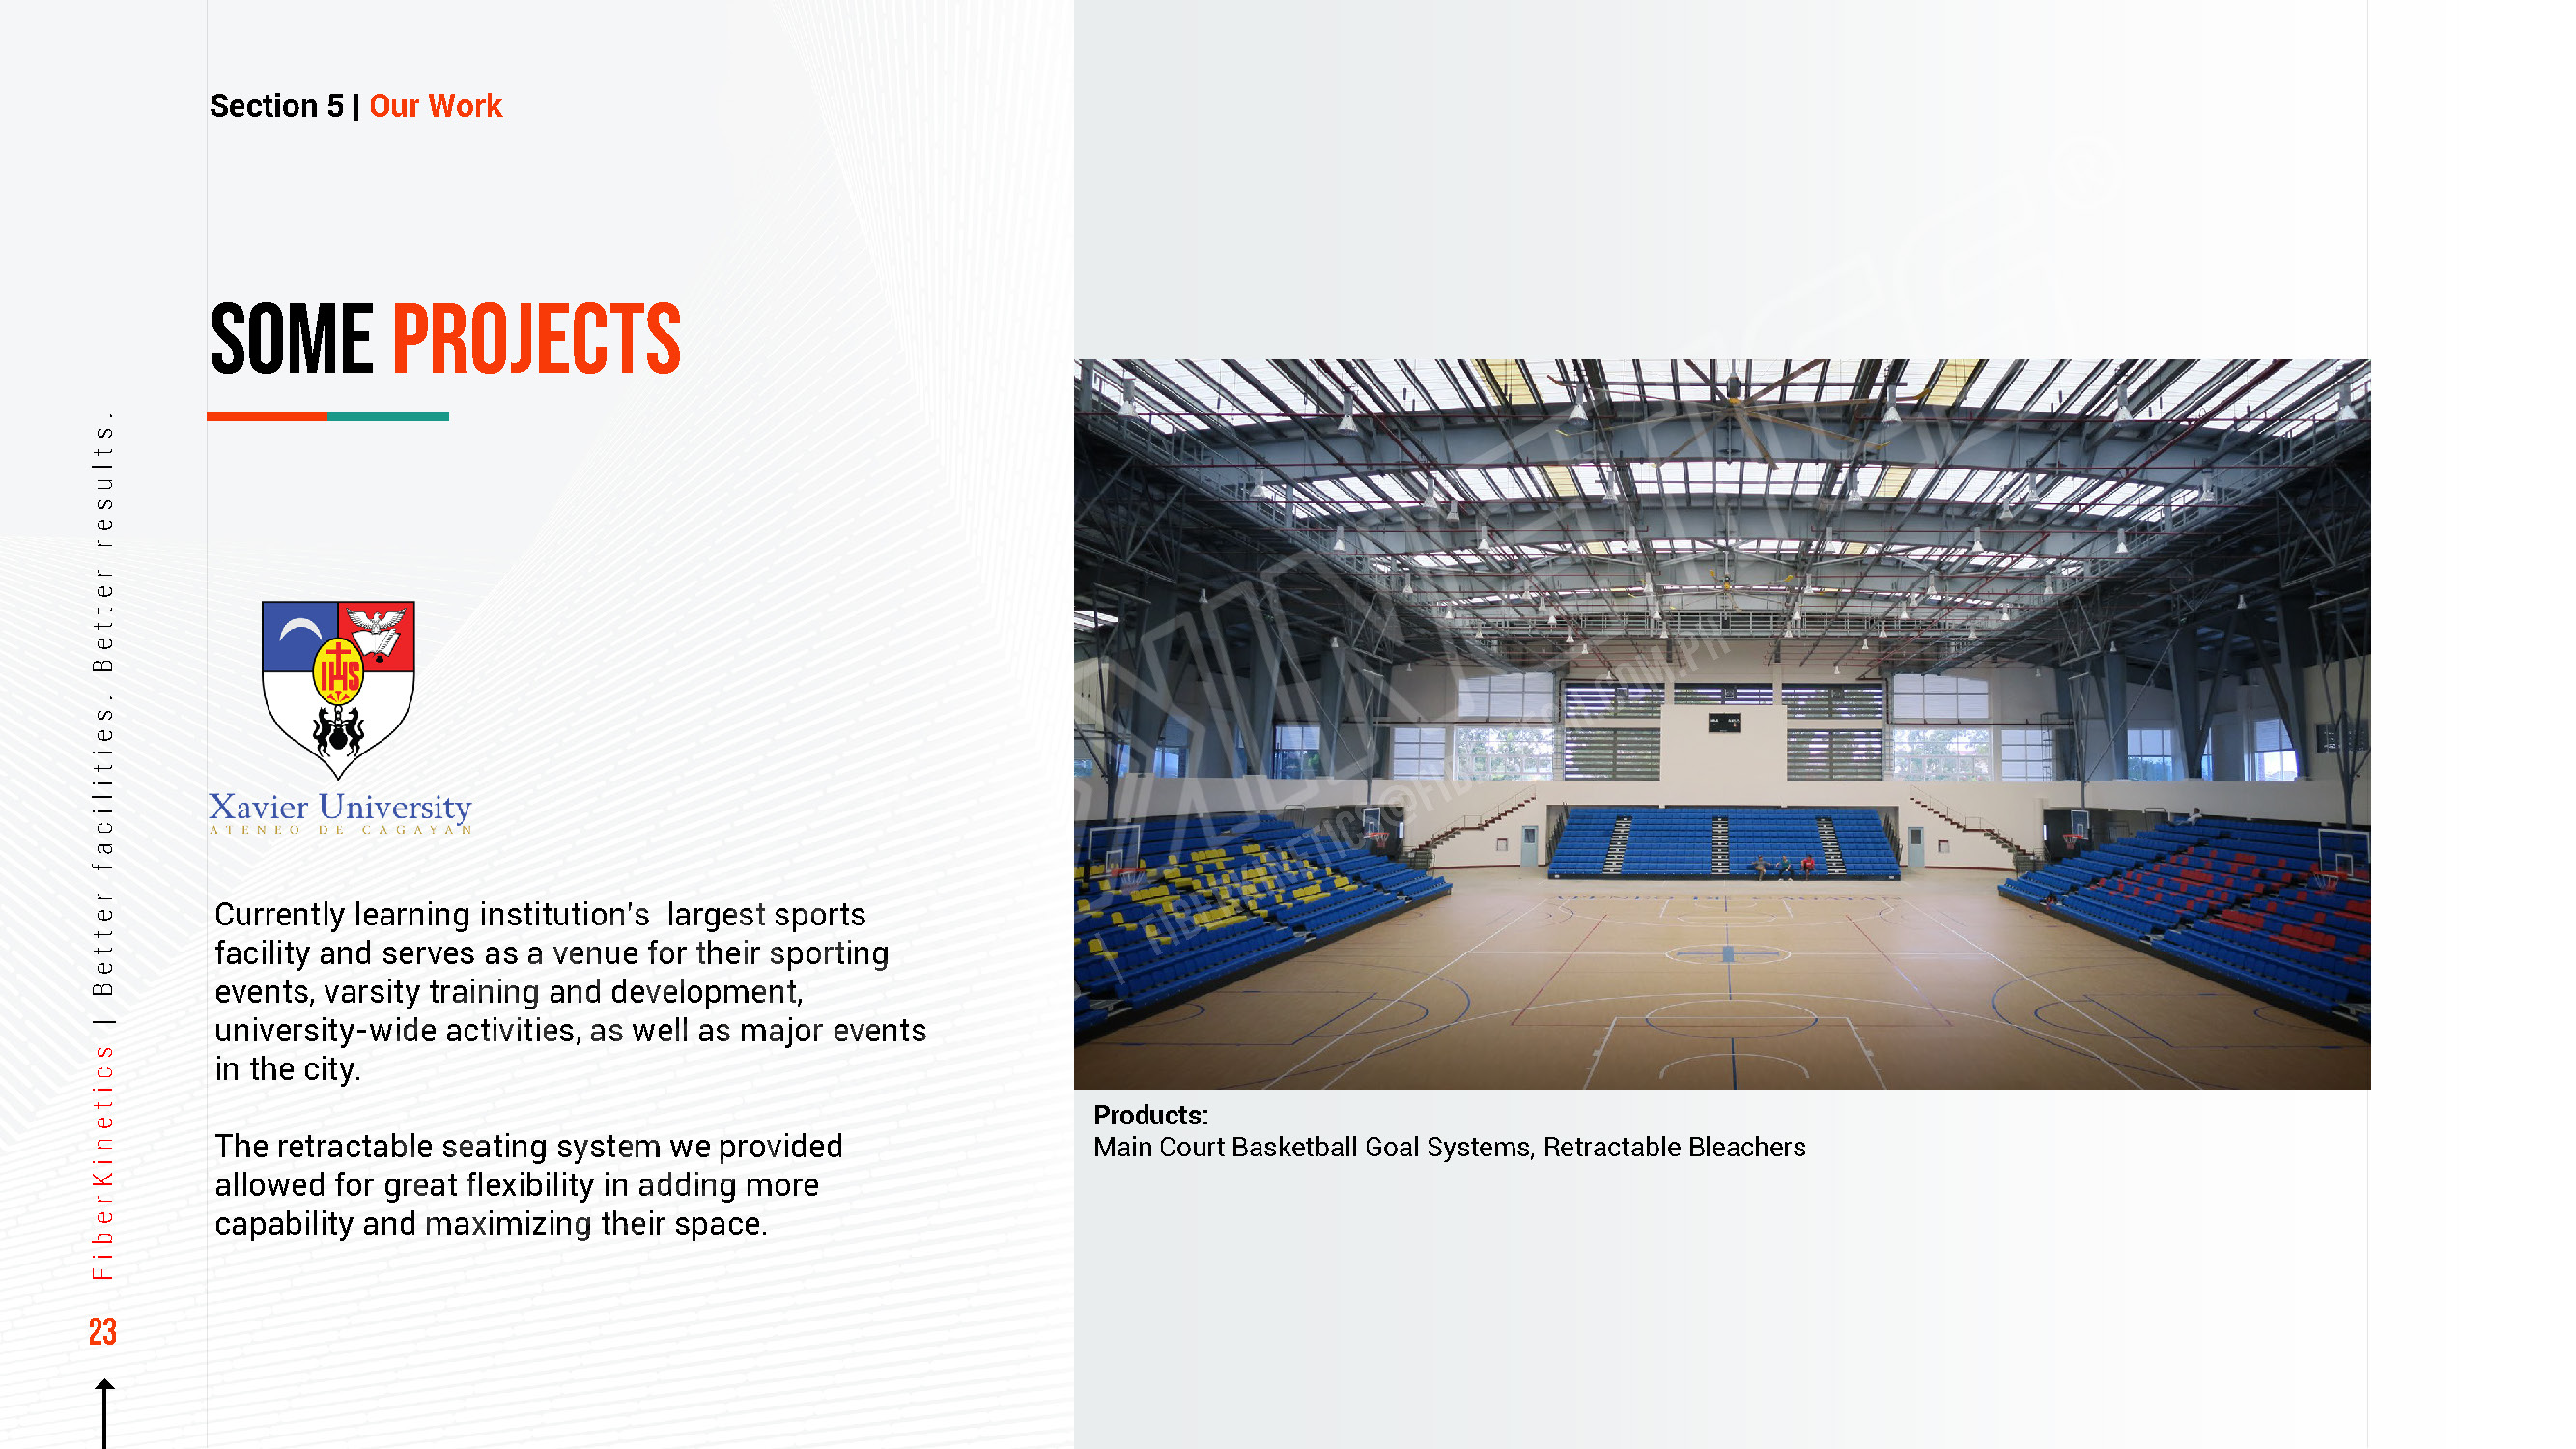 Section 5 | Our Work
SOME PROJECTS
IHS
Xavier University
ATENEO DE CAGAYAN
Currently learning institution's  largest sports
facility and serves as a venue for their sporting
events, varsity training and development,
university-wide activities, as well as major events
in the city.
The retractable seating system we provided
allowed for great flexibility in adding more
capability and maximizing their space.
Products:
Main Court Basketball Goal Systems, Retractable Bleachers
FiberKinetics | Better facilities. Better results.
23